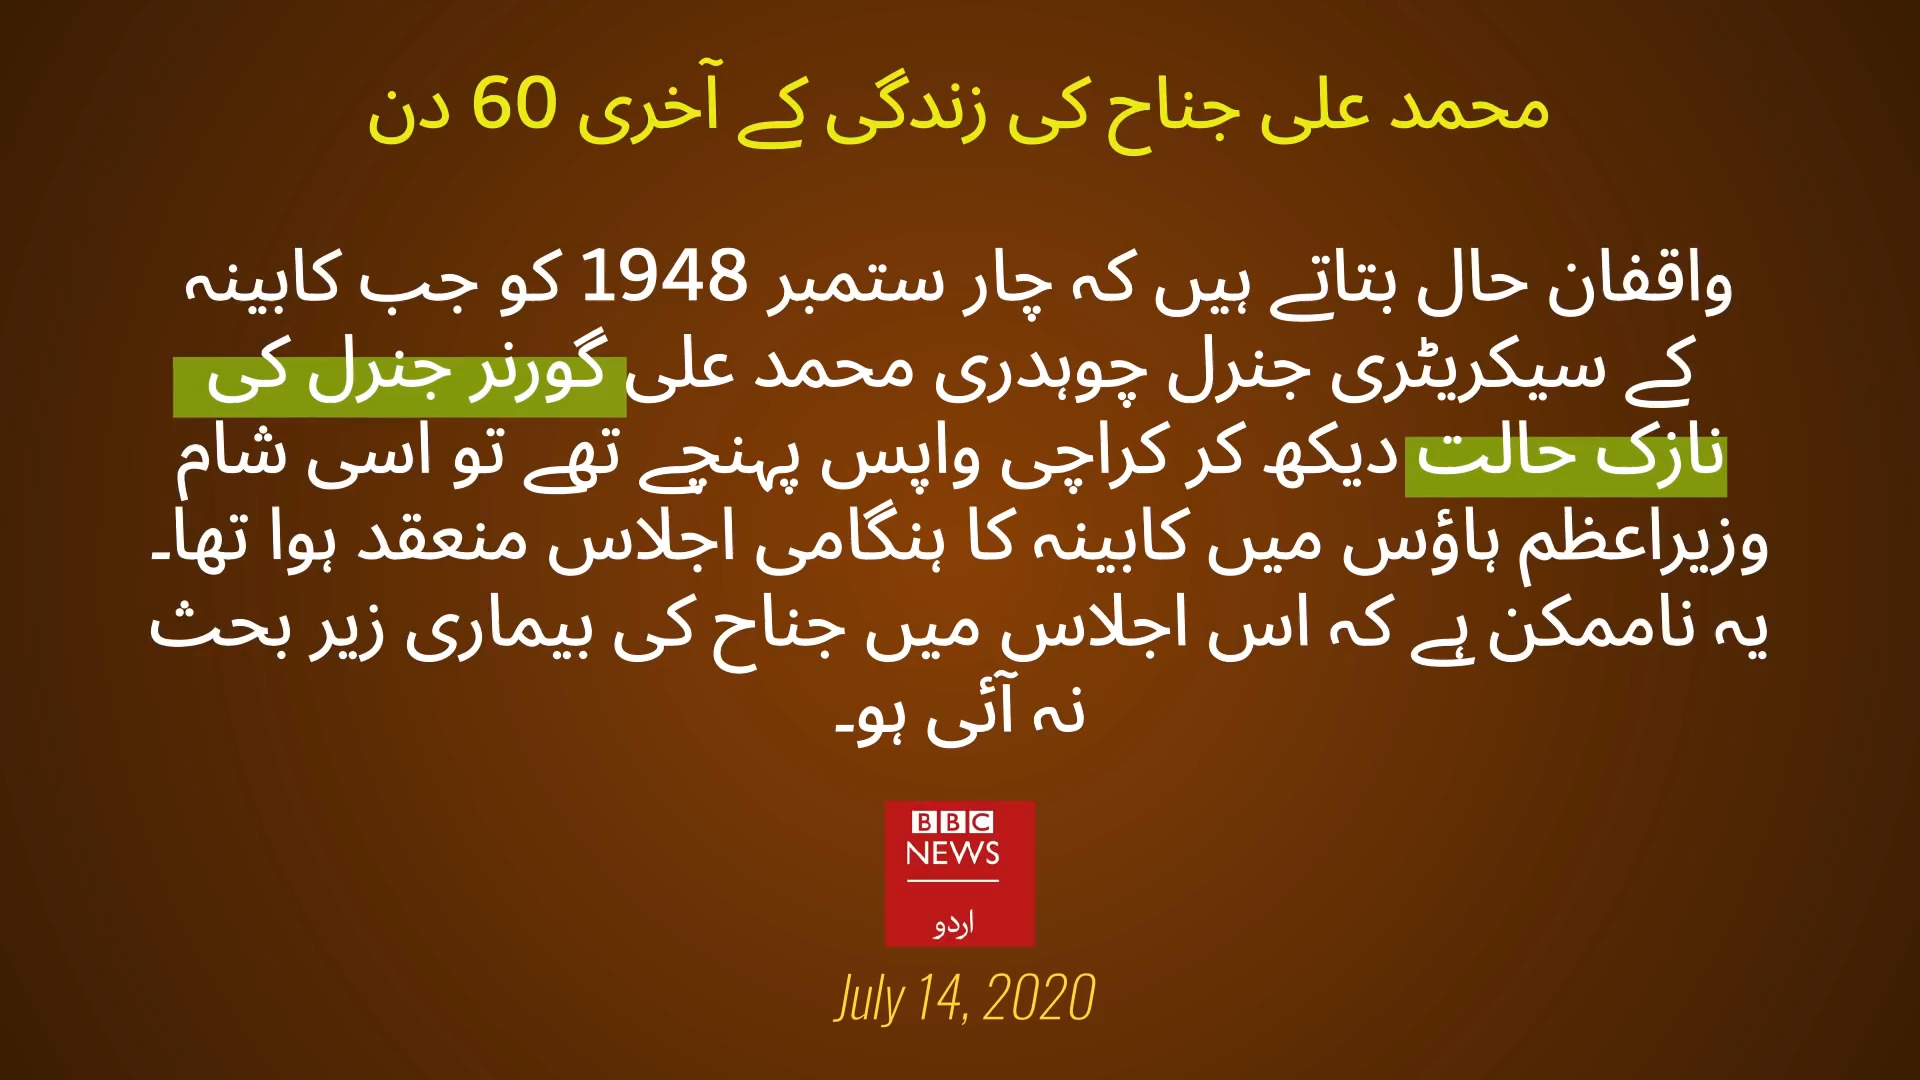 محمد علی جناح کی زندگی کے آخری 60 دن
واقفان حال بتاتے ہیں کہ چار ستمبر 1948 کو جب کابینہ
کے سیکریٹری جنرل چوہدری محمد علی گورنر جنرل کی
نازک حالت دیکھ کر کراچی واپس پہنچے تھے تو اسی شام
وزیراعظم ہاؤس میں کابینہ کا ہنگامی اجلاس منعقد ہوا تھا۔
یہ ناممکن ہے کہ اس اجلاس میں جناح کی بیماری زیر بحث
نہ آئی ہو۔
BBC
NEWS
اردو
July 14, 2020